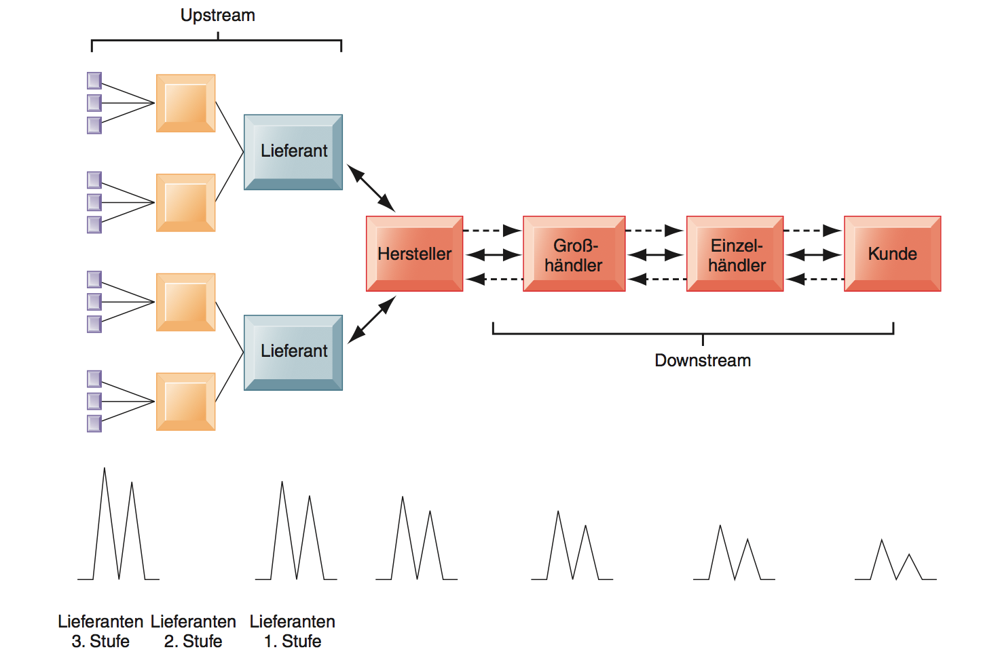 Upstream
Lieferant
Hersteller
Groß-
händler
Einzel-
händler
Kunde
Lieferant
Downstream
Lieferanten
3. Stufe
Lieferanten
2. Stufe
Lieferanten
1. Stufe